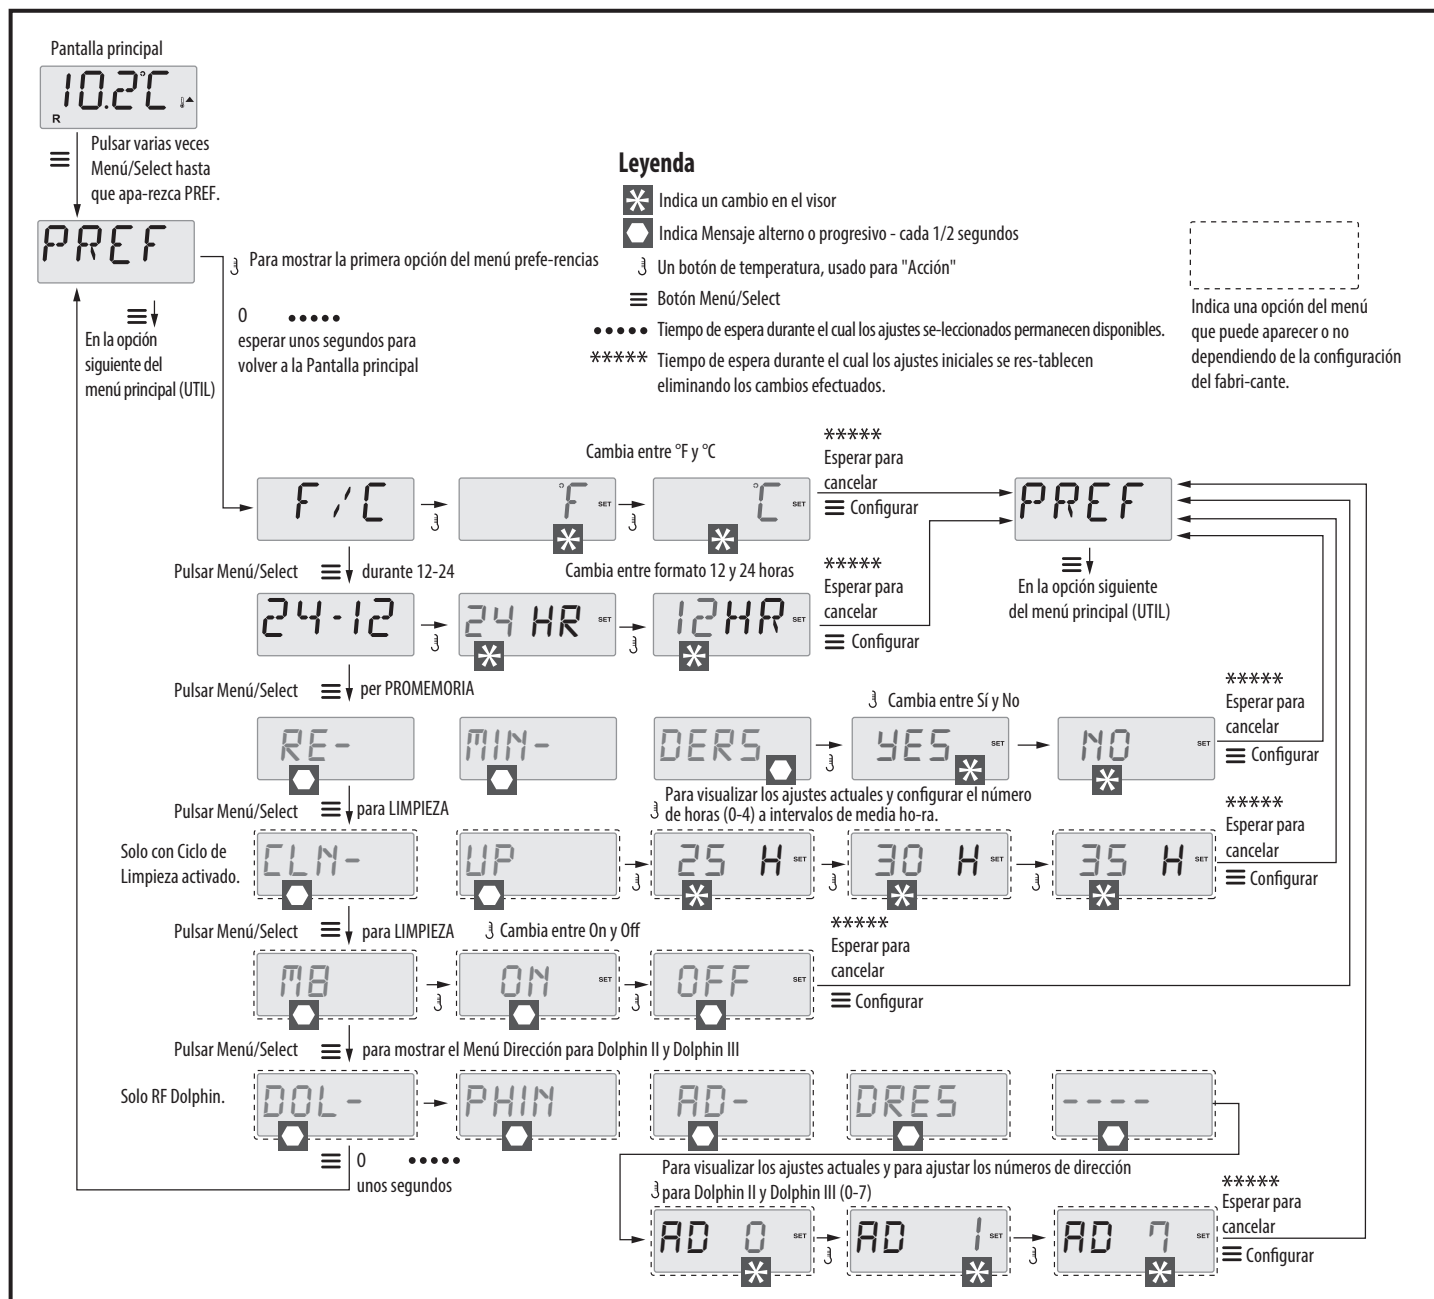 Pantalla principal
10.2°C
R
Pulsar varias veces
Menú/Select hasta
que apa-rezca PREF.
PREF
Para mostrar la primera opción del menú prefe-rencias
En la opción
siguiente del
menú principal (UTIL)
0 •••••
esperar unos segundos para
volver a la Pantalla principal
Leyenda
Indica un cambio en el visor
Indica Mensaje alterno o progresivo - cada 1/2 segundos
Un botón de temperatura, usado para "Acción"
Botón Menú/Select
••••• Tiempo de espera durante el cual los ajustes se-leccionados permanecen disponibles.
***** Tiempo de espera durante el cual los ajustes iniciales se res-tablecen
eliminando los cambios efectuados.
Indica una opción del menú
que puede aparecer o no
dependiendo de la configuración
del fabri-cante.
Cambia entre °F y °C
*****
Esperar para
cancelar
Configurar
F/C
°F SET
°C SET
PREF
En la opción siguiente
del menú principal (UTIL)
Pulsar Menú/Select durante 12-24
Cambia entre formato 12 y 24 horas
*****
Esperar para
cancelar
Configurar
24-12
24 HR SET
12HR SET
Pulsar Menú/Select per PROMEMORIA
Cambia entre Sí y No
*****
Esperar para
cancelar
Configurar
RE-
MIN-
DERS
YES SET
NO SET
Pulsar Menú/Select para LIMPIEZA
Para visualizar los ajustes actuales y configurar el número
de horas (0-4) a intervalos de media ho-ra.
*****
Esperar para
cancelar
Configurar
Solo con Ciclo de
Limpieza activado.
CLN-
UP
25 H SET
30 H SET
35 H SET
Pulsar Menú/Select para LIMPIEZA
Cambia entre On y Off
*****
Esperar para
cancelar
Configurar
M8
ON SET
OFF SET
Pulsar Menú/Select para mostrar el Menú Dirección para Dolphin II y Dolphin III
Solo RF Dolphin.
DOL-
PHIN
AD-
DRES
----
0 •••••
unos segundos
Para visualizar los ajustes actuales y para ajustar los números de dirección
para Dolphin II y Dolphin III (0-7)
*****
Esperar para
cancelar
Configurar
AD 0 SET
AD 1 SET
AD 7 SET